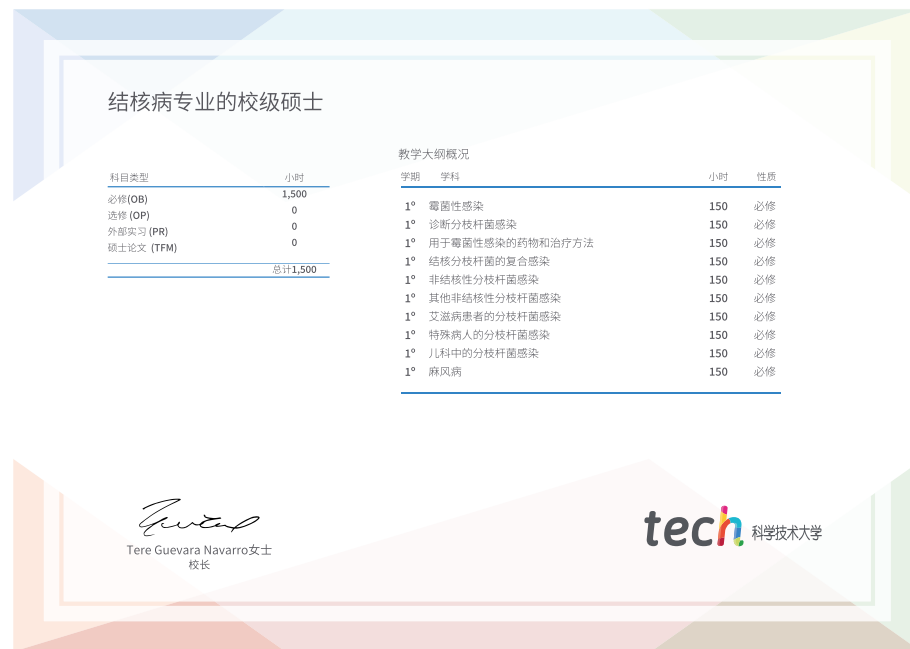 结核病专业的校级硕士
科目类型 小时
必修(OB) 1,500
选修 (OP) 0
外部实习 (PR) 0
硕士论文 (TFM) 0
总计1,500
教学大纲概况
学期 学科 小时 性质
1º 霉菌性感染 150 必修
1º 诊断分枝杆菌感染 150 必修
1º 用于霉菌性感染的药物和治疗方法 150 必修
1º 结核分枝杆菌的复合感染 150 必修
1º 非结核性分枝杆菌感染 150 必修
1º 其他非结核性分枝杆菌感染 150 必修
1º 艾滋病患者的分枝杆菌感染 150 必修
1º 特殊病人的分枝杆菌感染 150 必修
1º 儿科中的分枝杆菌感染 150 必修
1º 麻风病 150 必修
Tere Guevara Navarro女士
校长
tech 科学技术大学